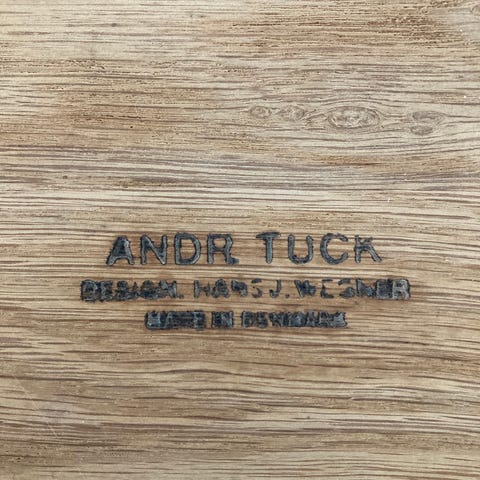 ANDR. TUCK
DESIGN. HANS J. WEGNER
MADE IN DENMARK